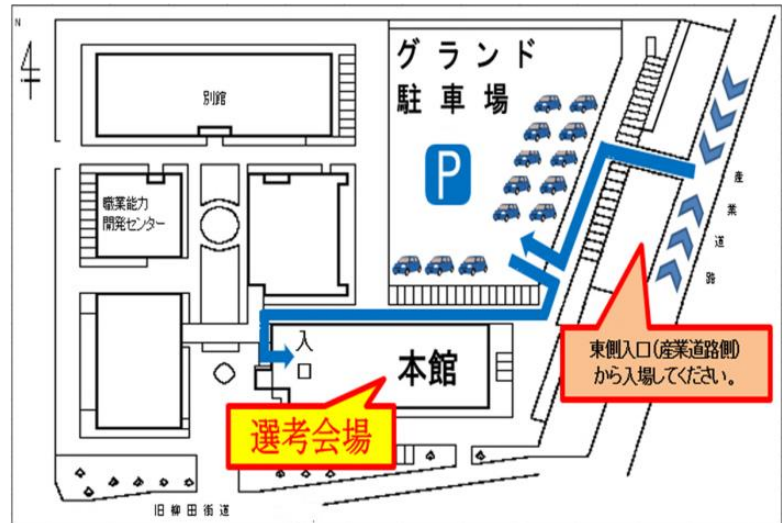 N
別館
グランド
駐車場
P
職業能力
開発センター
産業道路
東側入口(産業道路側)
から入場してください。
入口
本館
選考会場
旧柳田街道